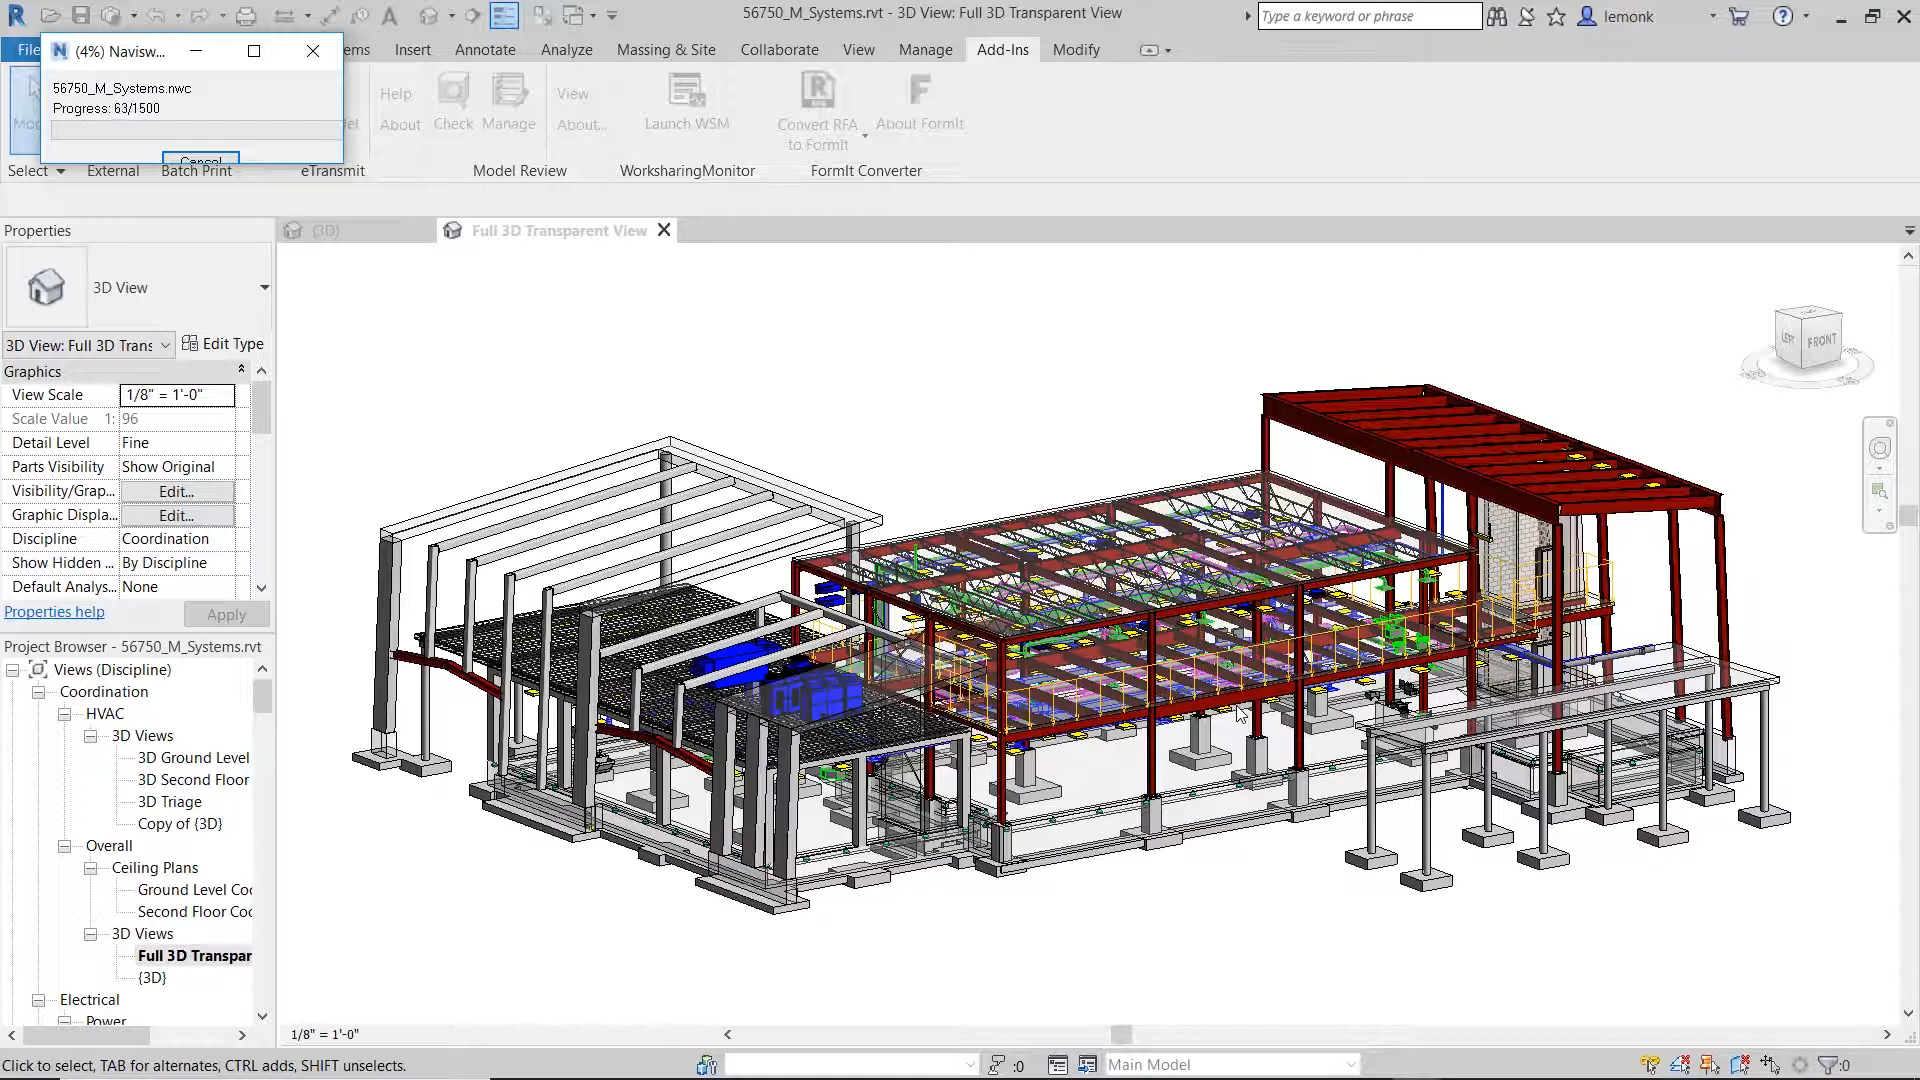 56750_M_Systems.rvt - 3D View: Full 3D Transparent View
Type a keyword or phrase
lemonk
File
ems
Insert
Annotate
Analyze
Massing & Site
Collaborate
View
Manage
Add-Ins
Modify
(4%) Navisw...
56750_M_Systems.nwc
Progress: 63/1500
Cancel
Help
About
Check
Manage
View
About...
Launch WSM
Convert RFA
to FormIt
About FormIt
Select
External
Batch Print
eTransmit
Model Review
WorksharingMonitor
FormIt Converter
Properties
{3D}
Full 3D Transparent View
3D View
3D View: Full 3D Trans
Edit Type
Graphics
View Scale
1/8" = 1'-0"
Scale Value 1:
96
Detail Level
Fine
Parts Visibility
Show Original
Visibility/Grap...
Edit...
Graphic Displa...
Edit...
Discipline
Coordination
Show Hidden ...
By Discipline
Default Analys...
None
Properties help
Apply
Project Browser - 56750_M_Systems.rvt
Views (Discipline)
Coordination
HVAC
3D Views
3D Ground Level
3D Second Floor
3D Triage
Copy of {3D}
Overall
Ceiling Plans
Ground Level Coo
Second Floor Coo
3D Views
Full 3D Transpar
{3D}
Electrical
Power
LEFT
FRONT
1/8" = 1'-0"
Click to select, TAB for alternates, CTRL adds, SHIFT unselects.
:0
Main Model
:0